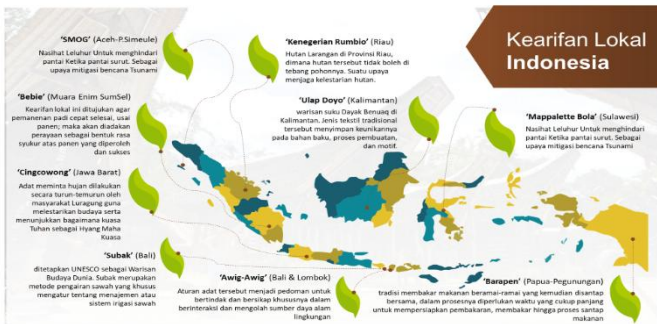 Kearifan Lokal
Indonesia
'SMOG' (Aceh-P.Simeule)
Nasihat Leluhur Untuk menghindari
pantai Ketika pantai surut. Sebagai
upaya mitigasi bencana Tsunami
'Kenegerian Rumbio' (Riau)
Hutan Larangan di Provinsi Riau,
dimana hutan tersebut tidak boleh di
tebang pohonnya. Suatu upaya
menjaga kelestarian hutan.
'Bebie' (Muara Enim SumSel)
Kearifan lokal ini ditujukan agar
pemanenan padi cepat selesai, usai
panen; maka akan diadakan
perayaan sebagai bentuk rasa
syukur atas panen yang diperoleh
dan sukses
'Ulap Doyo' (Kalimantan)
warisan suku Dayak Benuaq di
Kalimantan. Jenis tekstil tradisional
tersebut menyimpan keunikannya
pada bahan baku, proses pembuatan,
dan motif.
'Mappalette Bola' (Sulawesi)
Nasihat Leluhur Untuk menghindari
pantai Ketika pantai surut. Sebagai
upaya mitigasi bencana Tsunami
'Cingcowong' (Jawa Barat)
Adat meminta hujan dilakukan
secara turun-temurun oleh
masyarakat Luragung guna
melestarikan budaya serta
menunjukkan bagaimana kuasa
Tuhan sebagai Hyang Maha
Kuasa
'Subak' (Bali)
ditetapkan UNESCO sebagai Warisan
Budaya Dunia. Subak merupakan
metode pengairan sawah yang khusus
mengatur tentang manajemen atau
sistem irigasi sawah
'Awig-Awig' (Bali & Lombok)
Aturan adat tersebut menjadi pedoman untuk
bertindak dan bersikap khususnya dalam
berinteraksi dan mengolah sumber daya alam
lingkungan
'Barapen' (Papua-Pegunungan)
tradisi membakar makanan beramai-ramai yang kemudian disantap
bersama, dalam prosesnya diperlukan waktu yang cukup panjang
untuk mempersiapkan pembakaran, membakar hingga proses santap
makanan